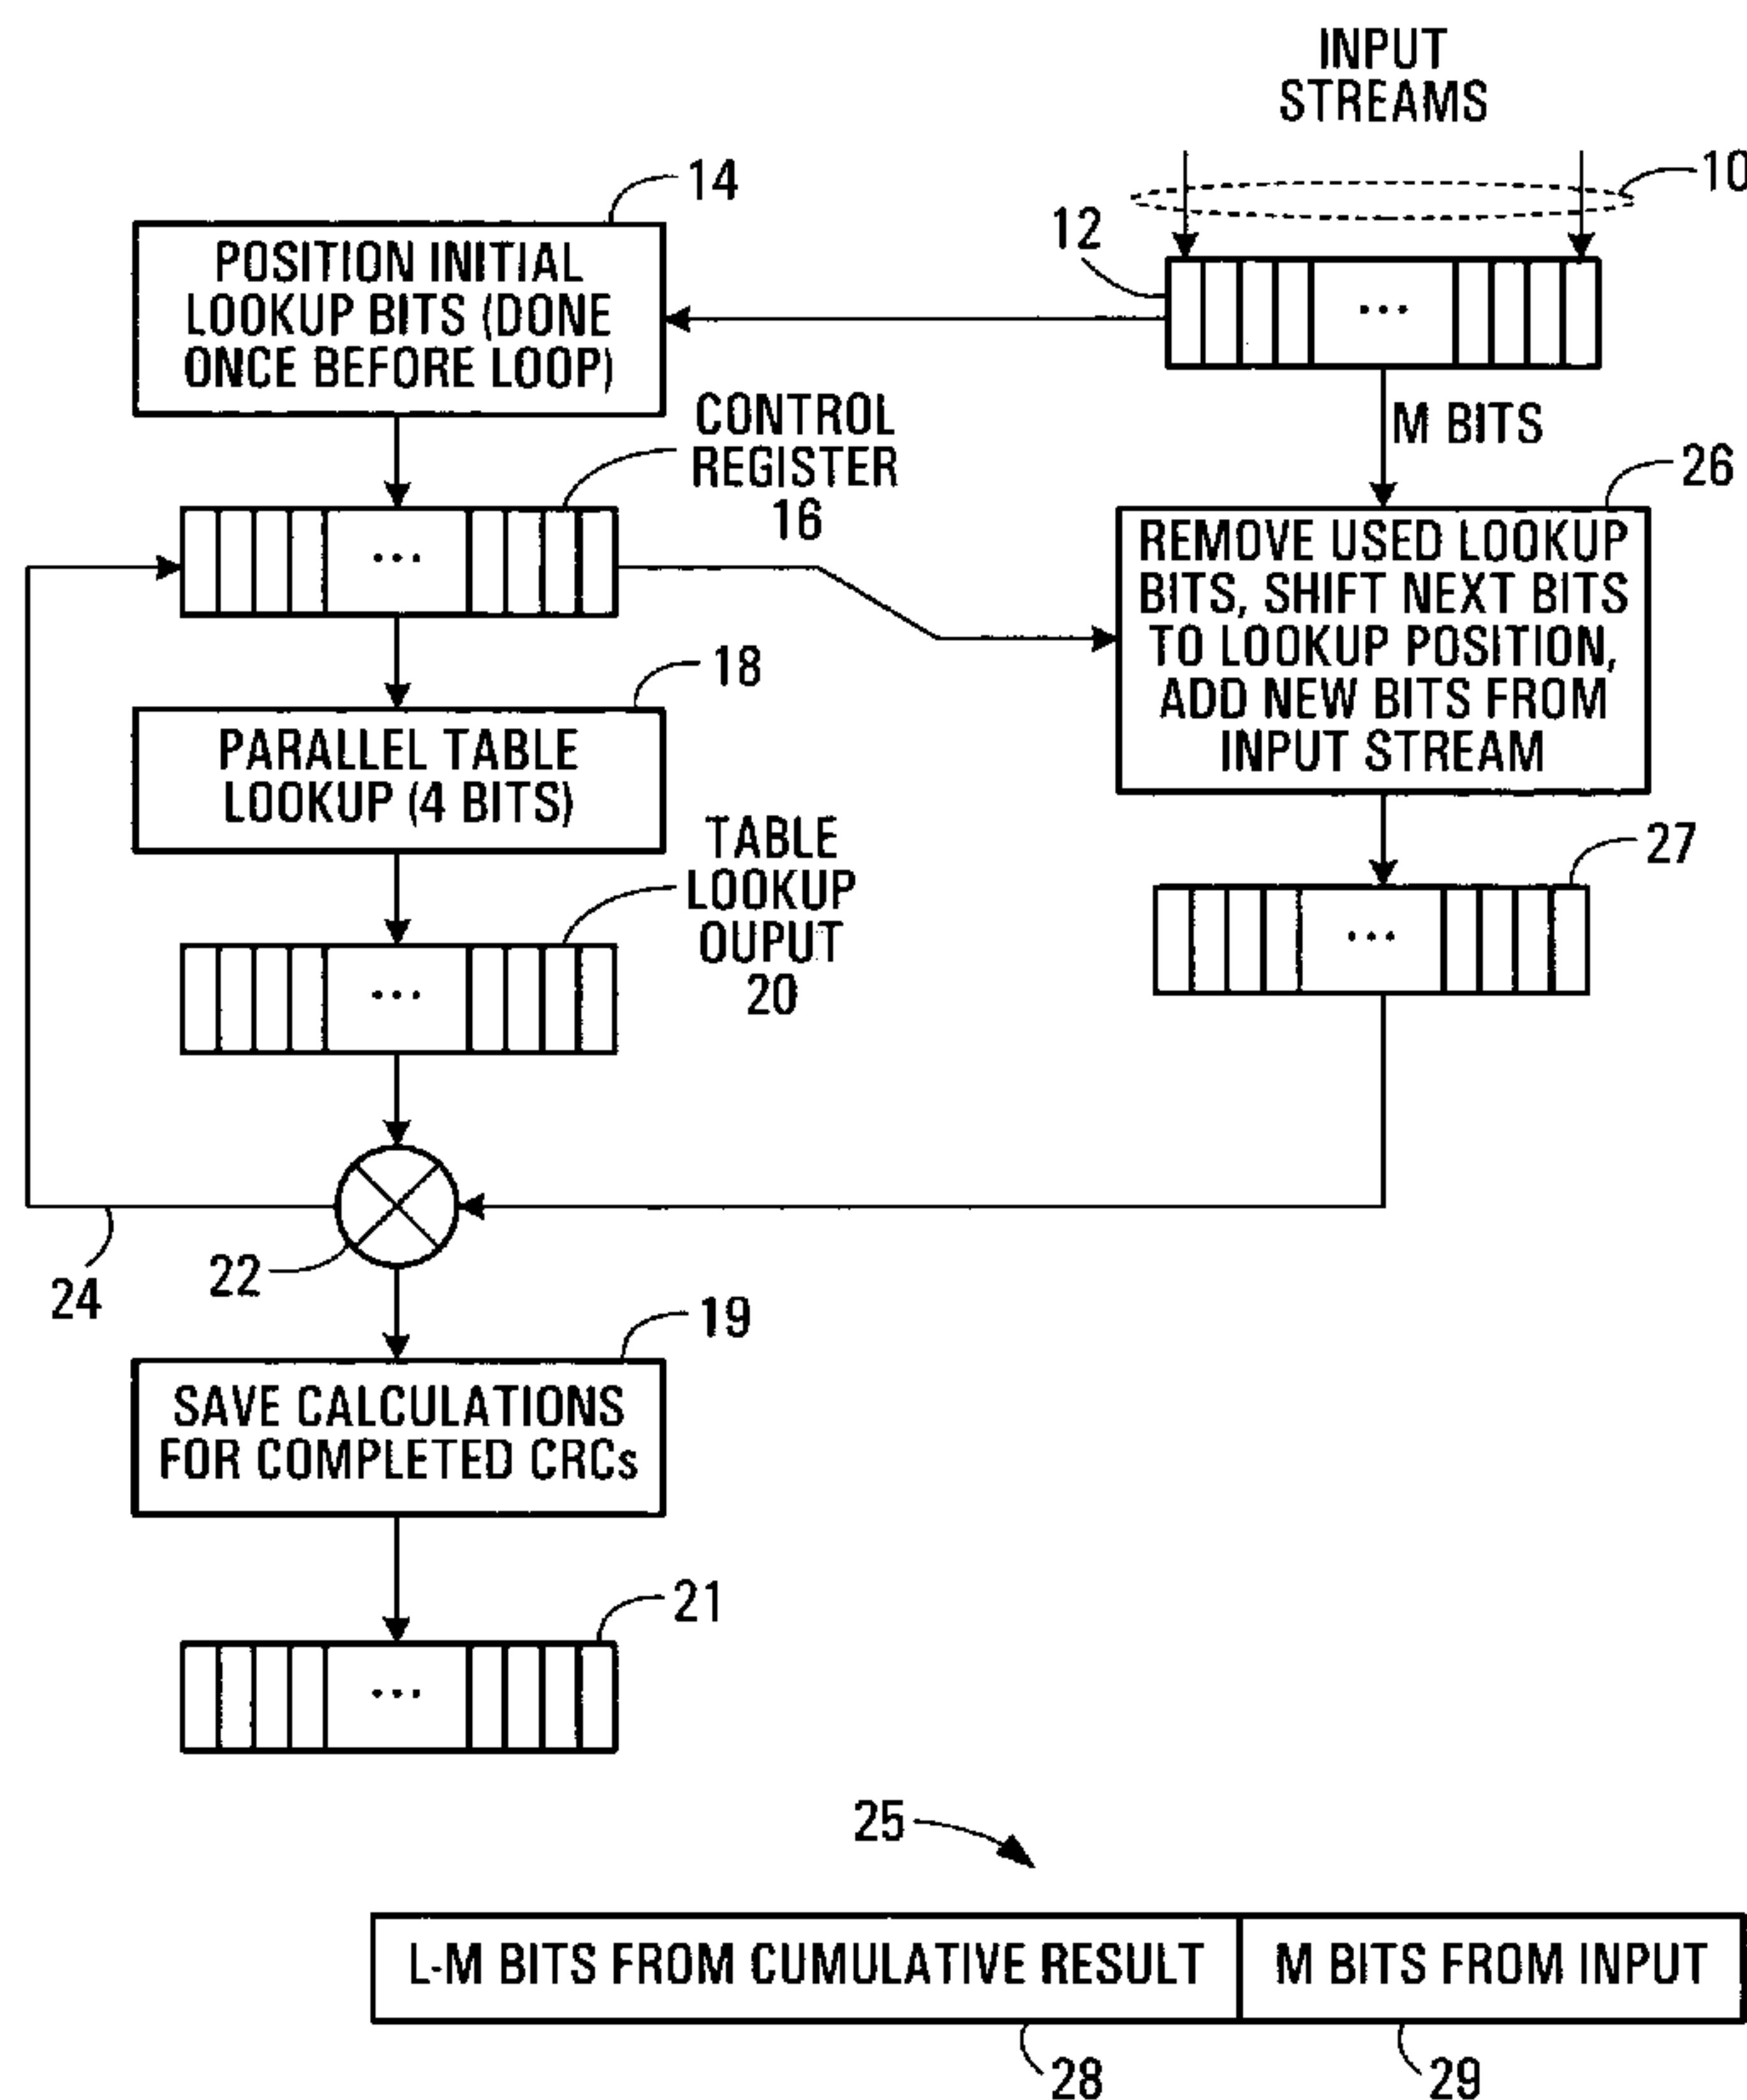 INPUT
STREAMS
10
14
12
POSITION INITIAL
LOOKUP BITS (DONE
ONCE BEFORE LOOP)
...
CONTROL
REGISTER
16
M BITS
26
...
REMOVE USED LOOKUP
BITS, SHIFT NEXT BITS
TO LOOKUP POSITION,
ADD NEW BITS FROM
INPUT STREAM
18
PARALLEL TABLE
LOOKUP (4 BITS)
TABLE
LOOKUP
OUPUT
20
27
...
...
22
24
19
SAVE CALCULATIONS
FOR COMPLETED CRCs
21
...
25
L-M BITS FROM CUMULATIVE RESULT
M BITS FROM INPUT
28
29